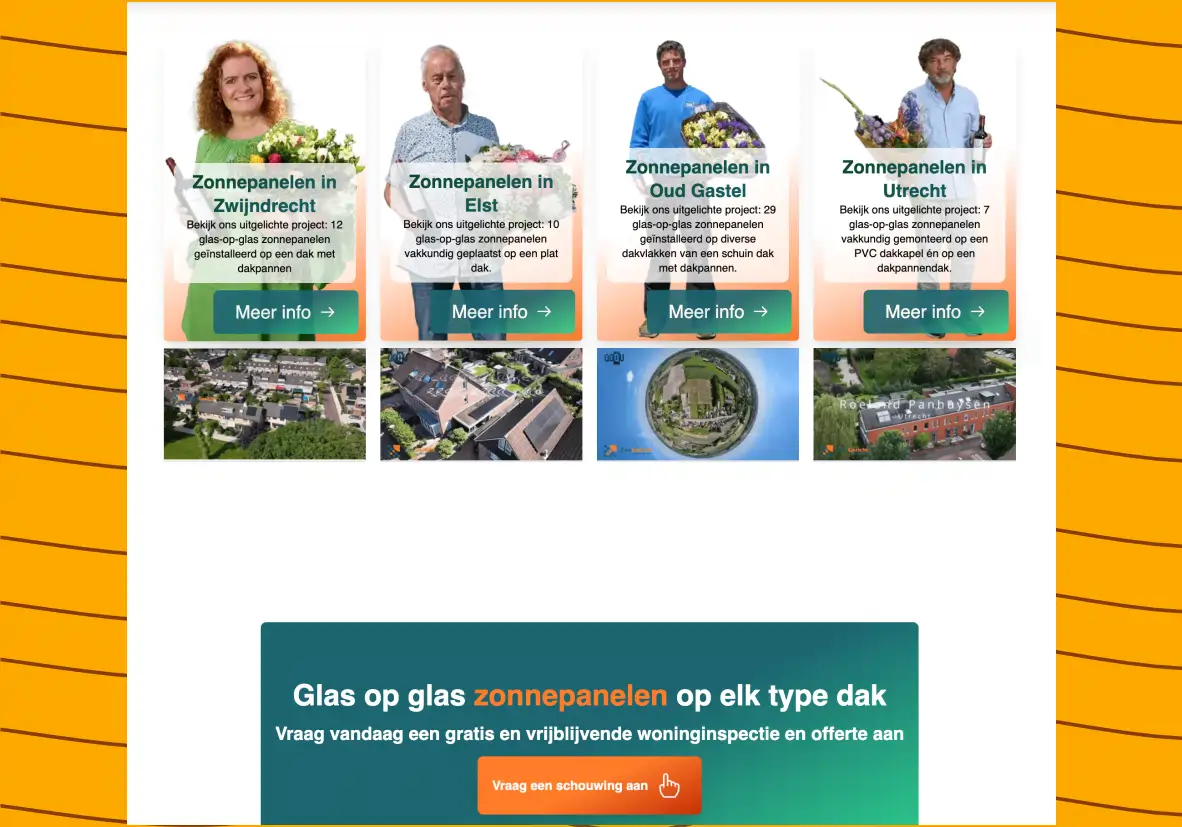 Zonnepanelen in
Zwijndrecht
Bekijk ons uitgelichte project: 12
glas-op-glas zonnepanelen
geïnstalleerd op een dak met
dakpannen
Meer info
Zonnepanelen in
Elst
Bekijk ons uitgelichte project: 10
glas-op-glas zonnepanelen
vakkundig geplaatst op een plat
dak.
Meer info
Zonnepanelen in
Oud Gastel
Bekijk ons uitgelichte project: 29
glas-op-glas zonnepanelen
geïnstalleerd op diverse
dakvlakken van een schuin dak
met dakpannen.
Meer info
Zonnepanelen in
Utrecht
Bekijk ons uitgelichte project: 7
glas-op-glas zonnepanelen
vakkundig gemonteerd op een
PVC dakkapel én op een
dakpannendak.
Meer info
Roeland Panhuysen
Utrecht
Glas op glas zonnepanelen op elk type dak
Vraag vandaag een gratis en vrijblijvende woninginspectie en offerte aan
Vraag een schouwing aan